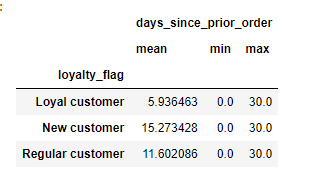 :
days_since_prior_order
mean min max
loyalty_flag
Loyal customer 5.936463 0.0 30.0
New customer 15.273428 0.0 30.0
Regular customer 11.602086 0.0 30.0